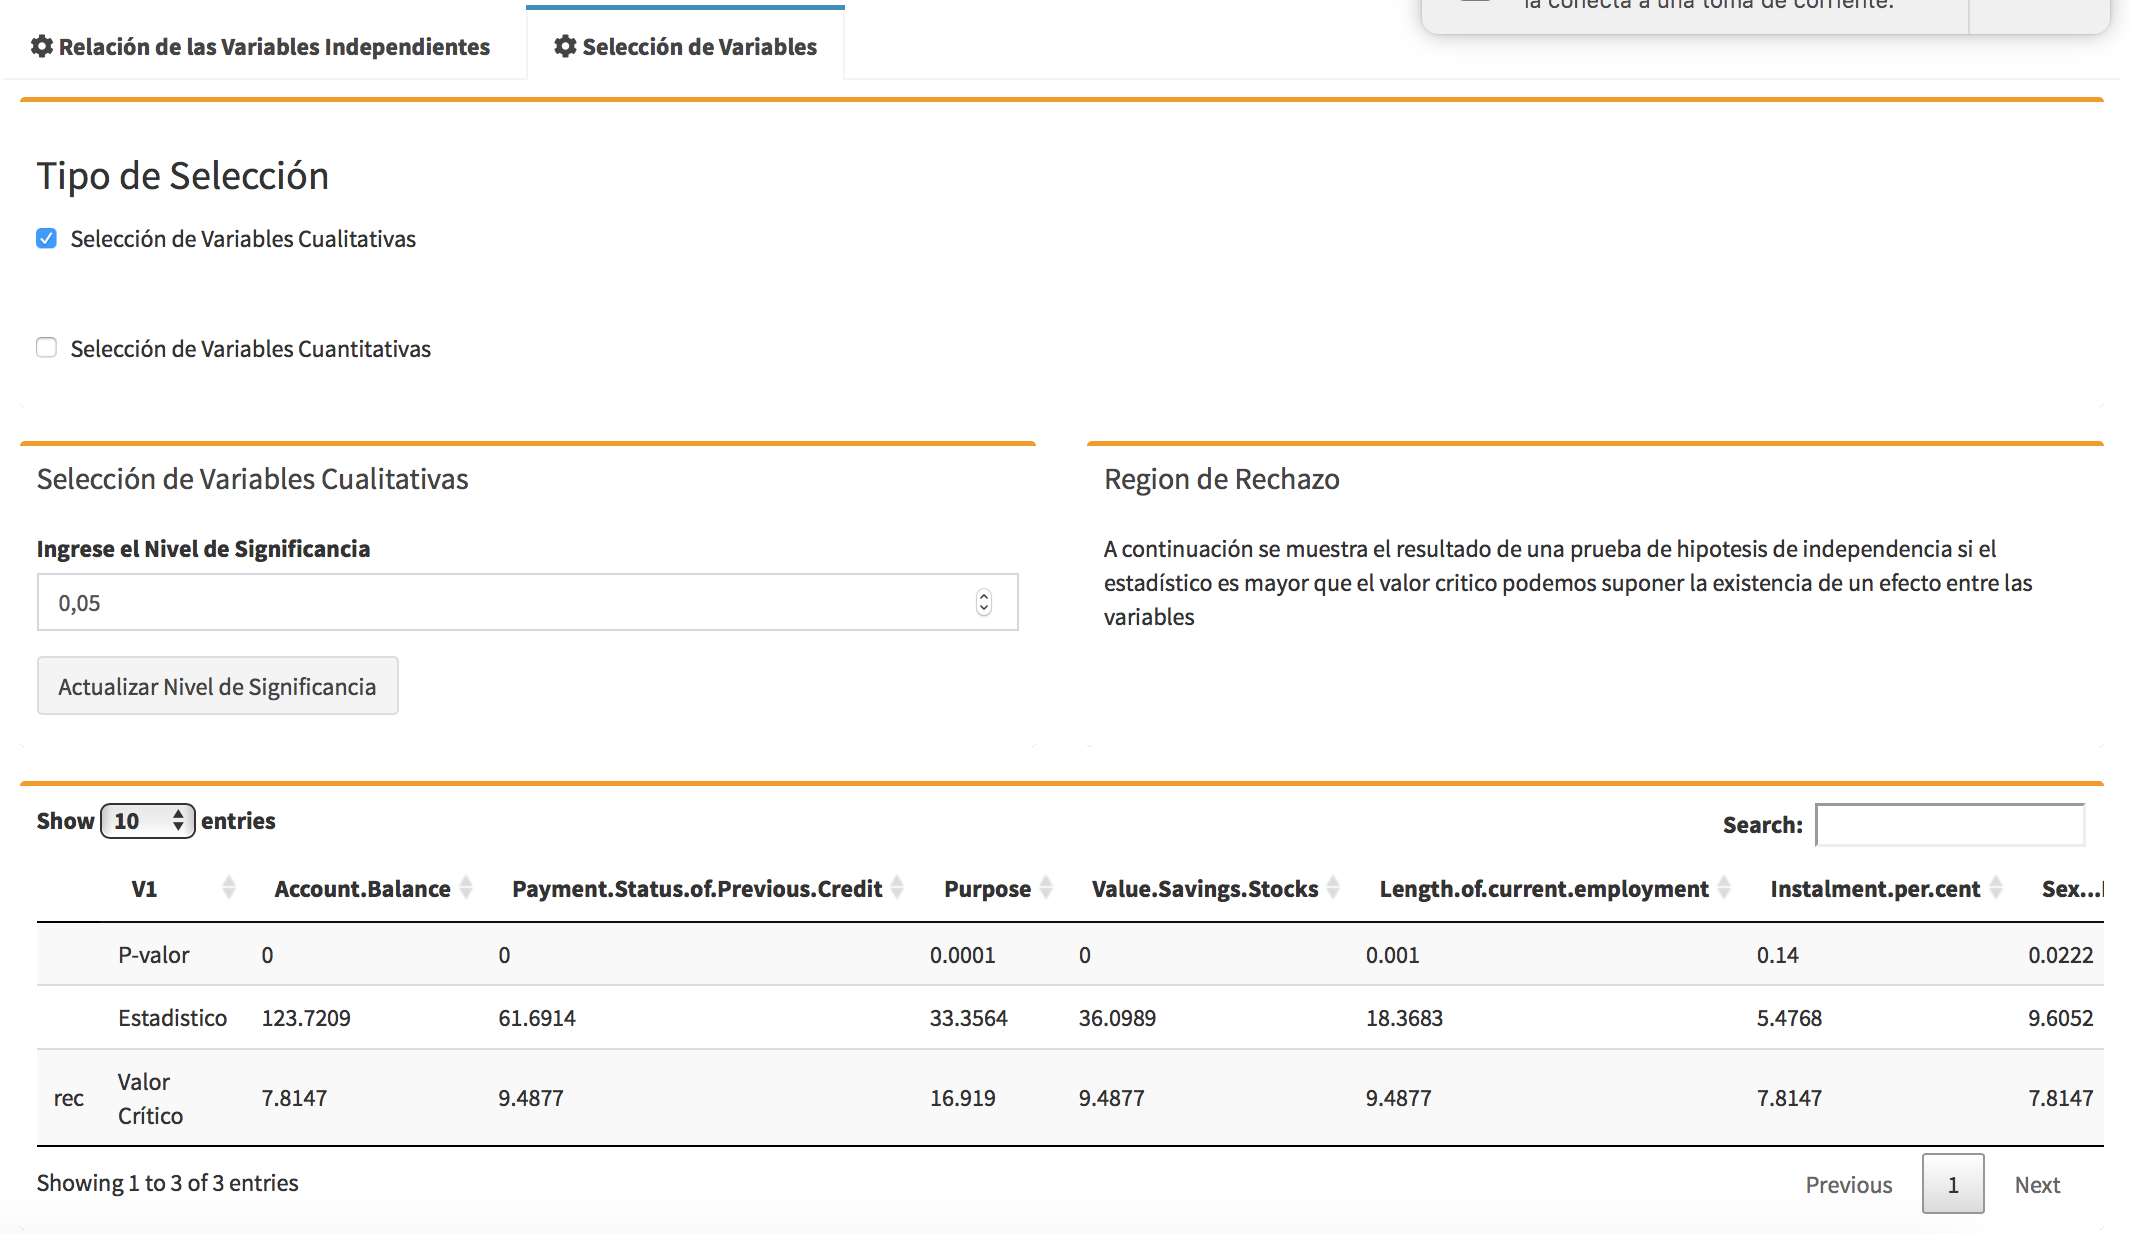 la conecta a una toma de corriente.
Relación de las Variables Independientes
Selección de Variables
Tipo de Selección
Selección de Variables Cualitativas
Selección de Variables Cuantitativas
Selección de Variables Cualitativas
Ingrese el Nivel de Significancia
0,05
Actualizar Nivel de Significancia
Region de Rechazo
A continuación se muestra el resultado de una prueba de hipotesis de independencia si el
estadístico es mayor que el valor critico podemos suponer la existencia de un efecto entre las
variables
Show 10 entries
Search:
V1 Account.Balance Payment.Status.of.Previous.Credit Purpose Value.Savings.Stocks Length.of.current.employment Instalment.per.cent Sex...
P-valor 0 0 0.0001 0 0.001 0.14 0.0222
Estadistico 123.7209 61.6914 33.3564 36.0989 18.3683 5.4768 9.6052
rec Valor Crítico 7.8147 9.4877 16.919 9.4877 9.4877 7.8147 7.8147
Showing 1 to 3 of 3 entries
Previous 1 Next